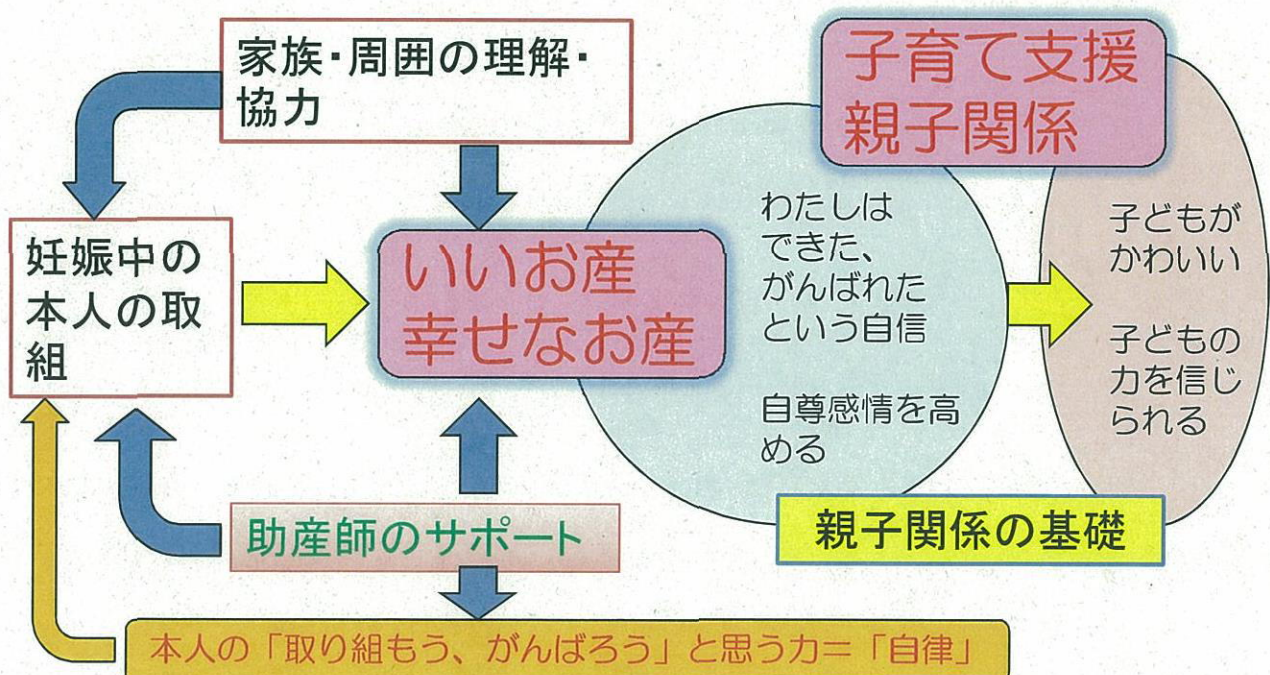 家族・周囲の理解・
協力
子育て支援
親子関係
妊娠中の
本人の取
組
いいお産
幸せなお産
わたしは
できた、
がんばれた
という自信
自尊感情を高
める
子どもが
かわいい
子どもの
力を信じ
られる
助産師のサポート
親子関係の基礎
本人の「取り組もう、がんばろう」と思う力＝「自律」